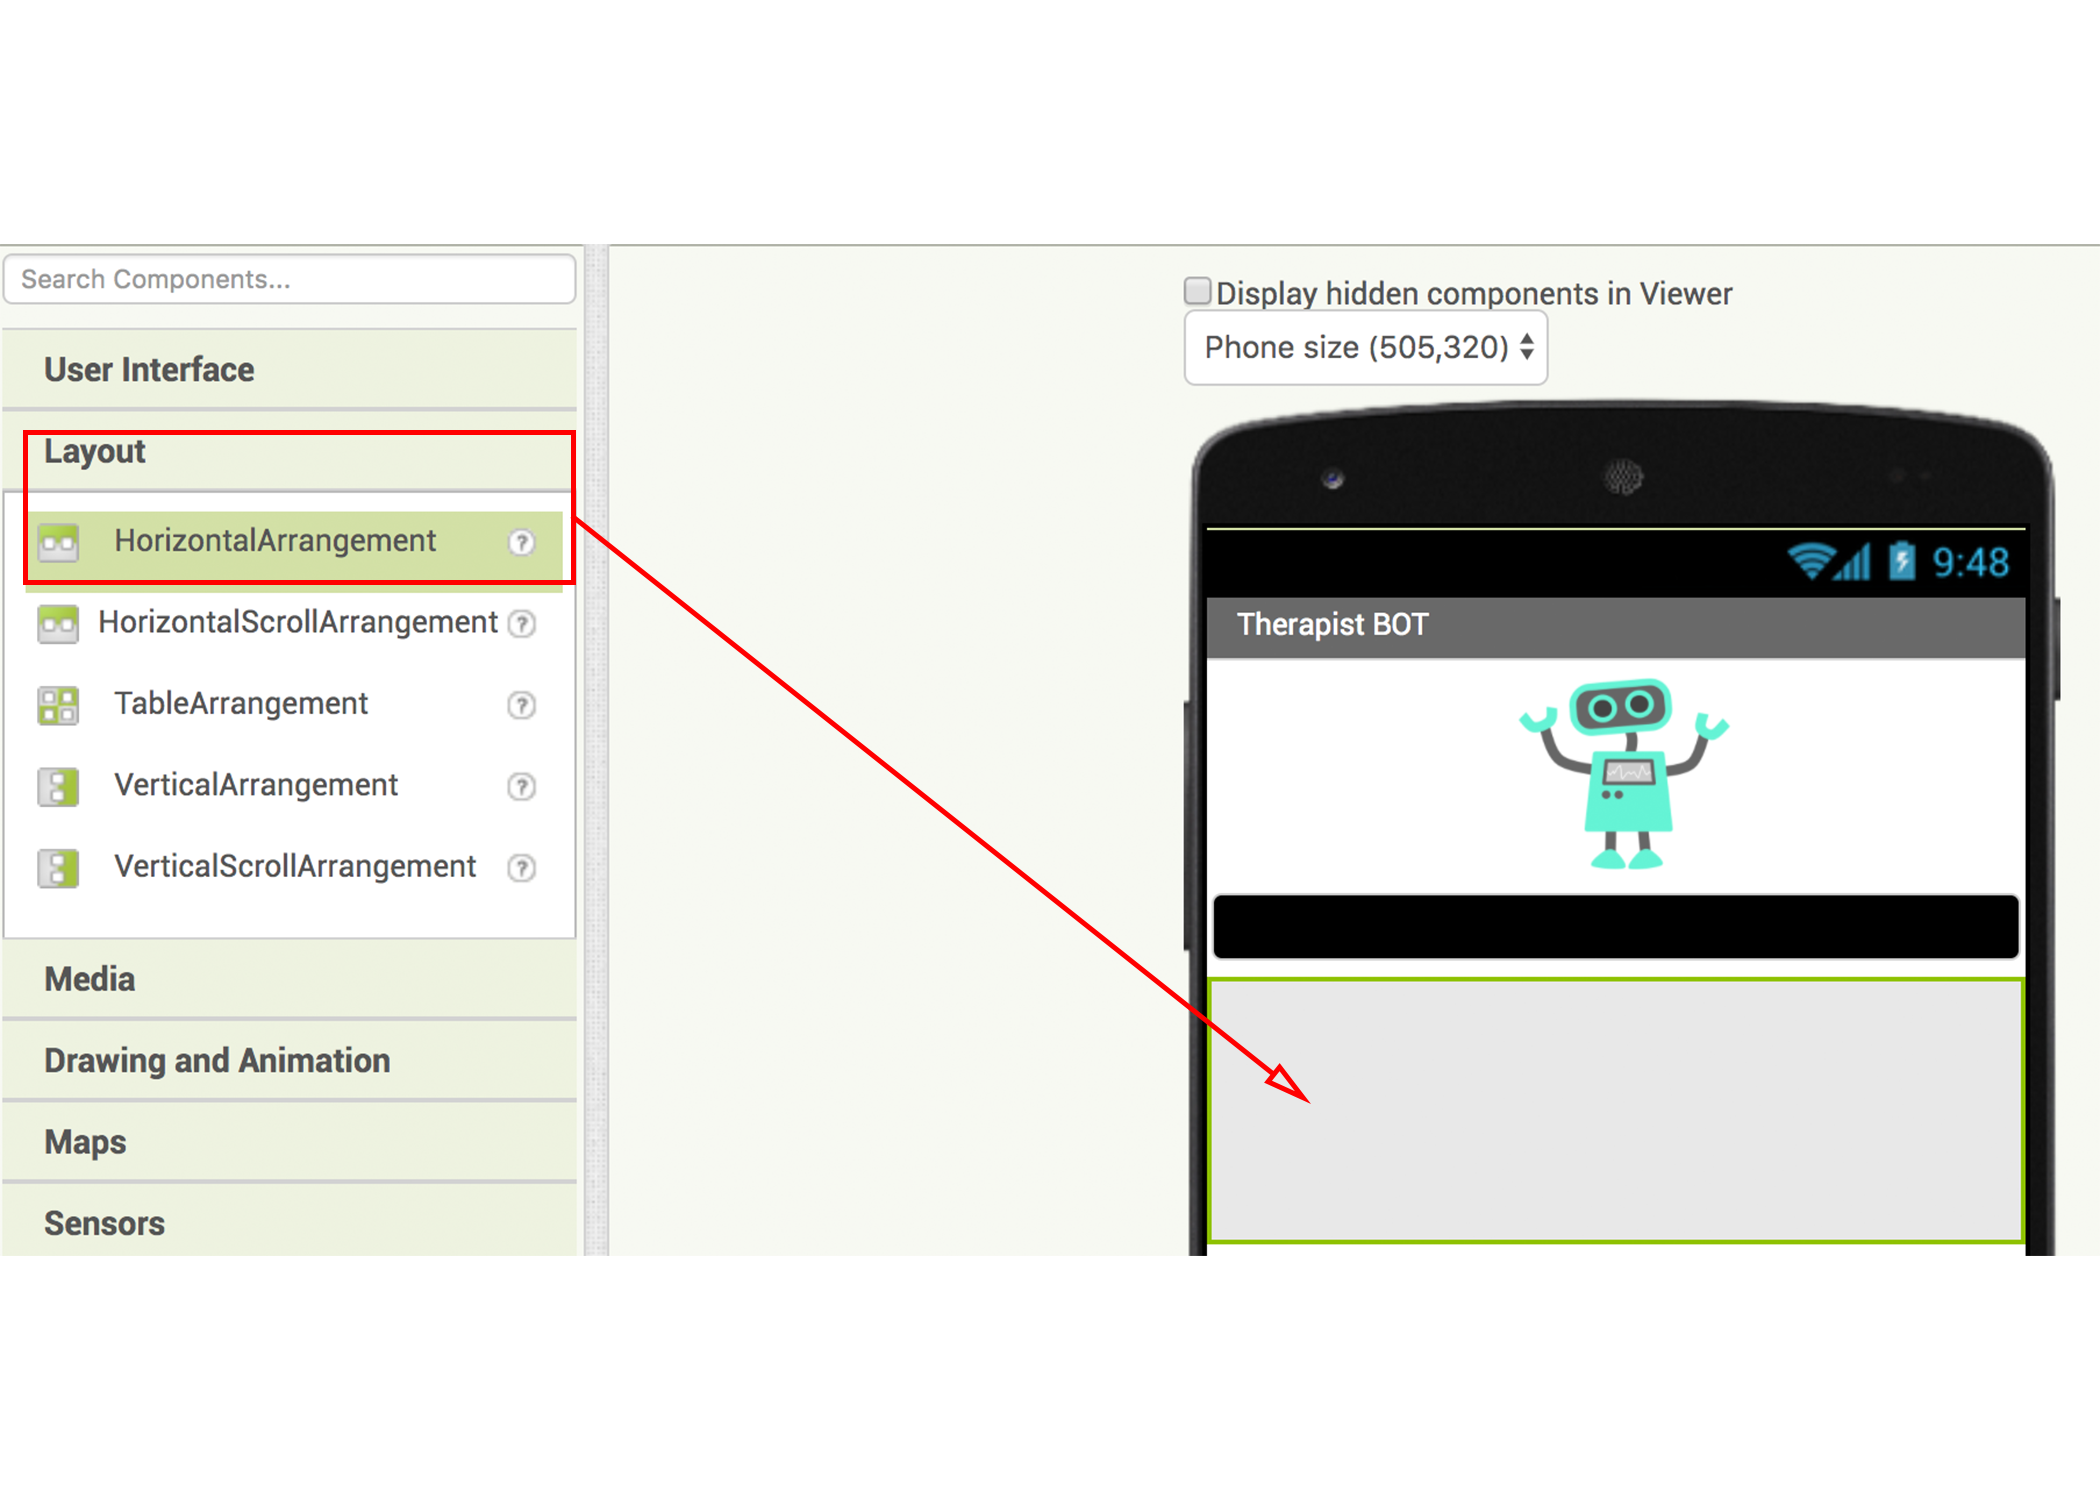 Search Components...
User Interface
Layout
HorizontalArrangement
?
HorizontalScrollArrangement
?
TableArrangement
?
VerticalArrangement
?
VerticalScrollArrangement
?
Media
Drawing and Animation
Maps
Sensors
Display hidden components in Viewer
Phone size (505,320)
9:48
Therapist BOT